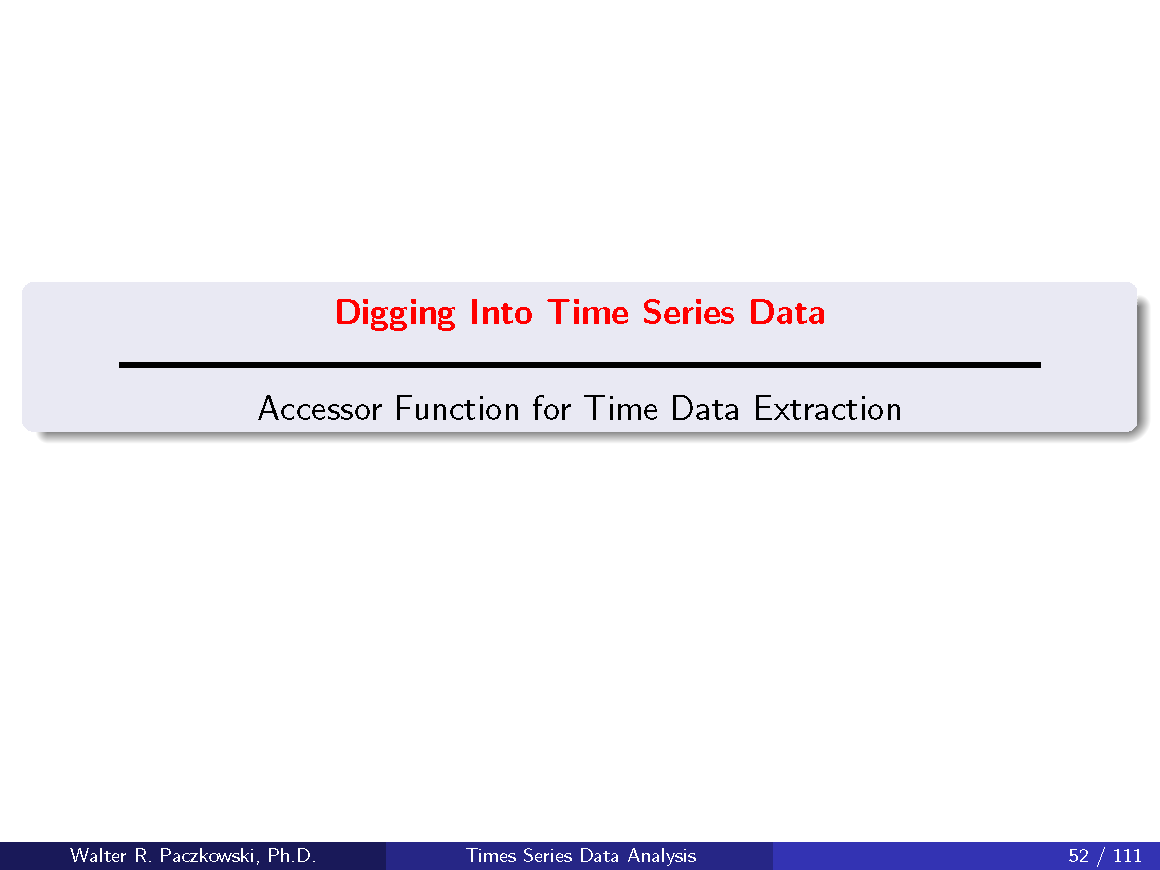 Digging Into Time Series Data
Accessor Function for Time Data Extraction
Walter R. Paczkowski, Ph.D.
Times Series Data Analysis
52 / 111